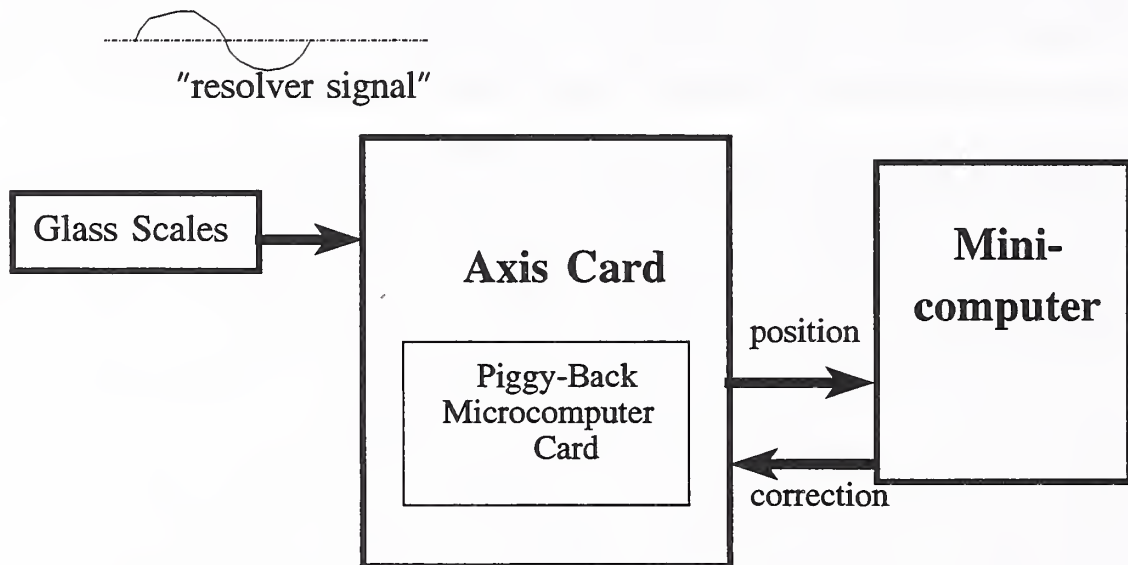 "resolver signal"
Glass Scales
Axis Card
Mini-
computer
position
Piggy-Back
Microcomputer
Card
correction